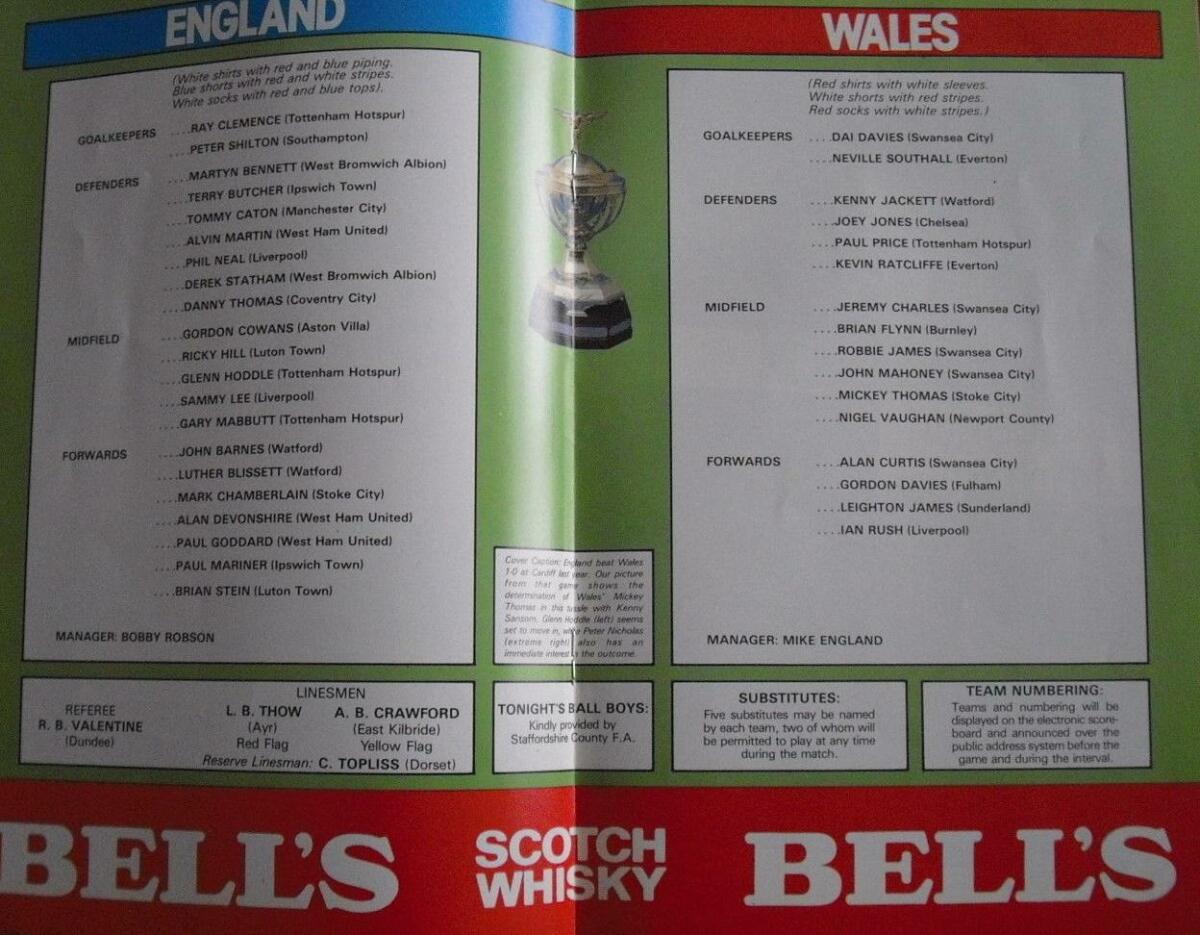 ENGLAND
(White shirts with red and blue piping.
Blue shorts with red and white stripes.
White socks with red and blue tops).
GOALKEEPERS ....RAY CLEMENCE (Tottenham Hotspur)
....PETER SHILTON (Southampton)
DEFENDERS ....MARTYN BENNETT (West Bromwich Albion)
....TERRY BUTCHER (Ipswich Town)
....TOMMY CATON (Manchester City)
....ALVIN MARTIN (West Ham United)
....PHIL NEAL (Liverpool)
....DEREK STATHAM (West Bromwich Albion)
....DANNY THOMAS (Coventry City)
MIDFIELD ....GORDON COWANS (Aston Villa)
....RICKY HILL (Luton Town)
....GLENN HODDLE (Tottenham Hotspur)
....SAMMY LEE (Liverpool)
....GARY MABBUTT (Tottenham Hotspur)
FORWARDS ....JOHN BARNES (Watford)
....LUTHER BLISSETT (Watford)
....MARK CHAMBERLAIN (Stoke City)
....ALAN DEVONSHIRE (West Ham United)
....PAUL GODDARD (West Ham United)
....PAUL MARINER (Ipswich Town)
....BRIAN STEIN (Luton Town)
MANAGER: BOBBY ROBSON
WALES
(Red shirts with white sleeves.
White shorts with red stripes.
Red socks with white stripes.)
GOALKEEPERS ....DAI DAVIES (Swansea City)
....NEVILLE SOUTHALL (Everton)
DEFENDERS ....KENNY JACKETT (Watford)
....JOEY JONES (Chelsea)
....PAUL PRICE (Tottenham Hotspur)
....KEVIN RATCLIFFE (Everton)
MIDFIELD ....JEREMY CHARLES (Swansea City)
....BRIAN FLYNN (Burnley)
....ROBBIE JAMES (Swansea City)
....JOHN MAHONEY (Swansea City)
....MICKEY THOMAS (Stoke City)
....NIGEL VAUGHAN (Newport County)
FORWARDS ....ALAN CURTIS (Swansea City)
....GORDON DAVIES (Fulham)
....LEIGHTON JAMES (Sunderland)
....IAN RUSH (Liverpool)
MANAGER: MIKE ENGLAND
Cover Caption: England beat Wales
1-0 at Cardiff last year. Our picture
from that game shows the
determination of Wales' Mickey
Thomas in this tussle with Kenny
Sansom. Glenn Hoddle (left) seems
set to move in, while Peter Nicholas
(extreme right) also has an
immediate interest in the outcome.
REFEREE
R. B. VALENTINE
(Dundee)
LINESMEN
L. B. THOW A. B. CRAWFORD
(Ayr) (East Kilbride)
Red Flag Yellow Flag
Reserve Linesman: C. TOPLISS (Dorset)
TONIGHT'S BALL BOYS:
Kindly provided by
Staffordshire County F.A.
SUBSTITUTES:
Five substitutes may be named
by each team, two of whom will
be permitted to play at any time
during the match.
TEAM NUMBERING:
Teams and numbering will be
displayed on the electronic score-
board and announced over the
public address system before the
game and during the interval.
BELL'S
SCOTCH
WHISKY
BELL'S